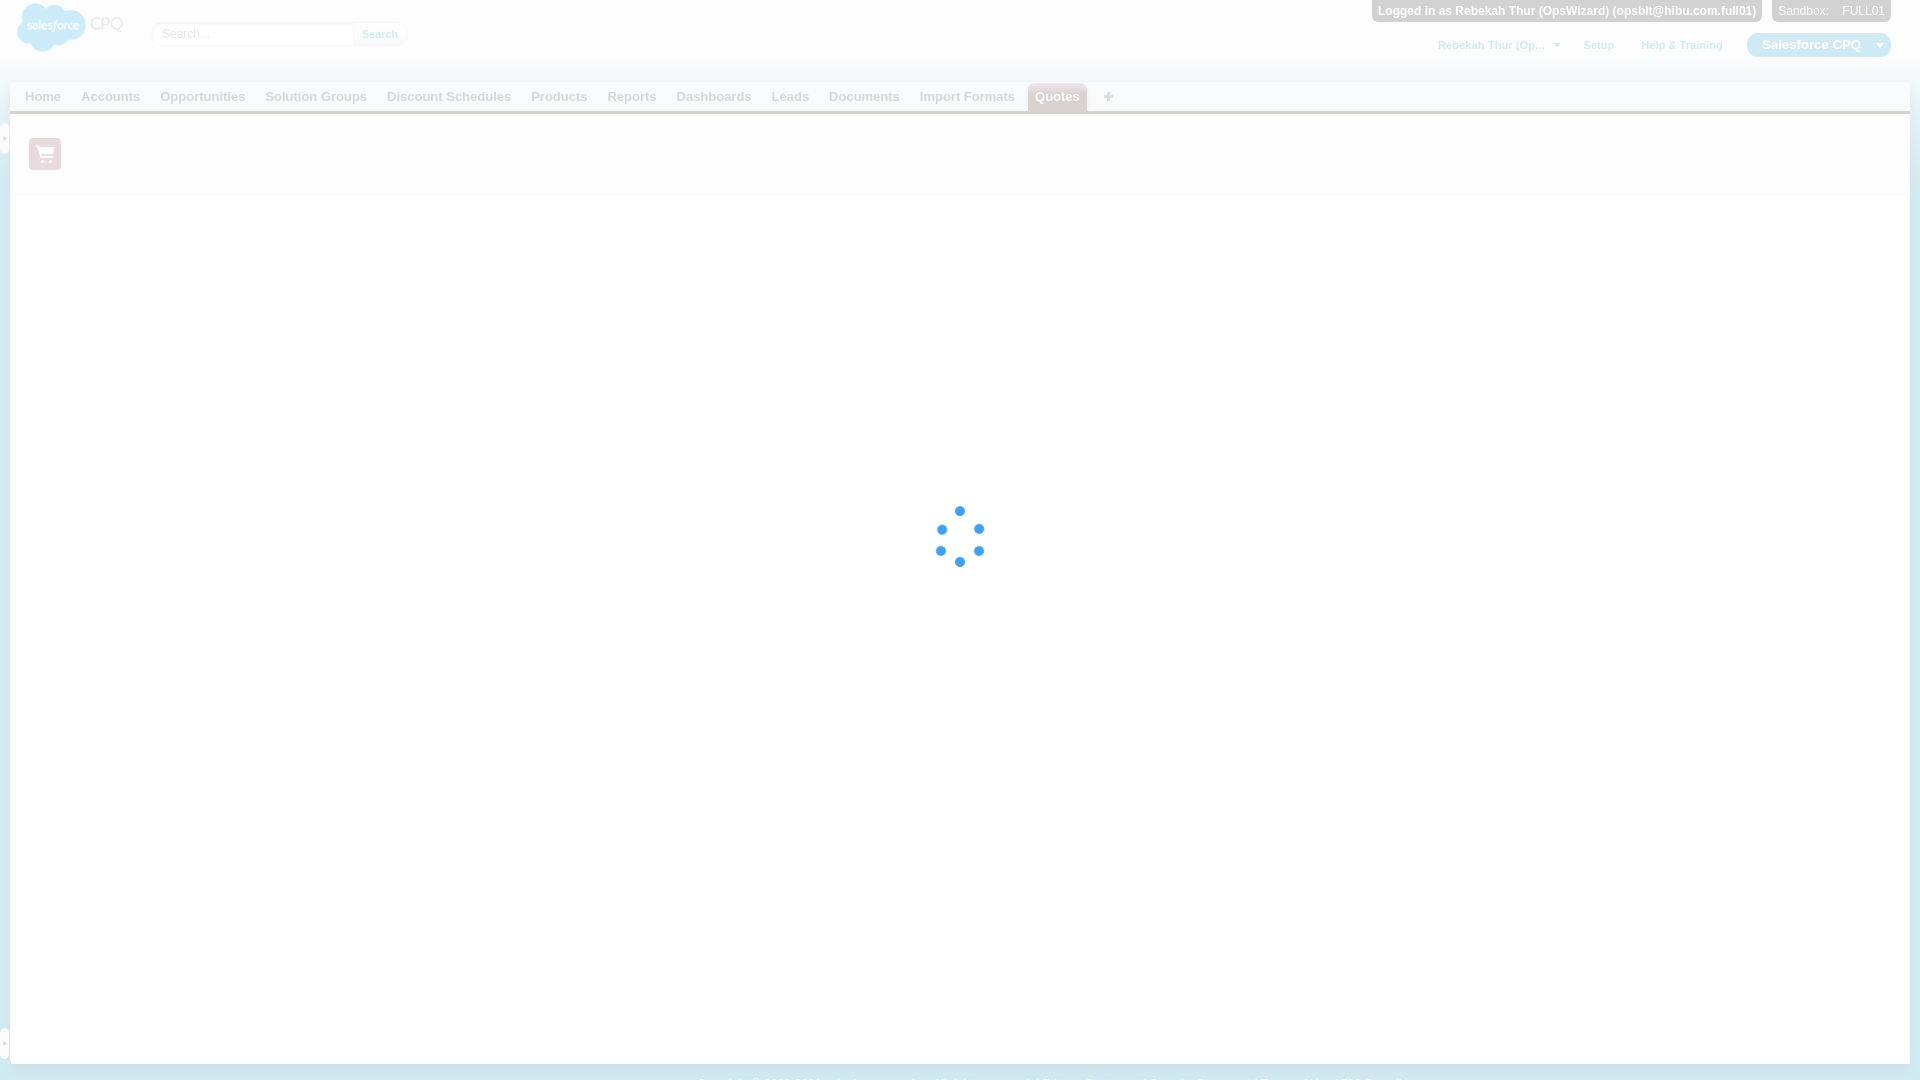 Logged in as Rebekah Thur (OpsWizard) (opsblt@hibu.com.full01)
Sandbox: FULL01
salesforce CPQ
Search...
Search
Rebekah Thur (Op...
Setup
Help & Training
Salesforce CPQ
Home Accounts Opportunities Solution Groups Discount Schedules Products Reports Dashboards Leads Documents Import Formats Quotes